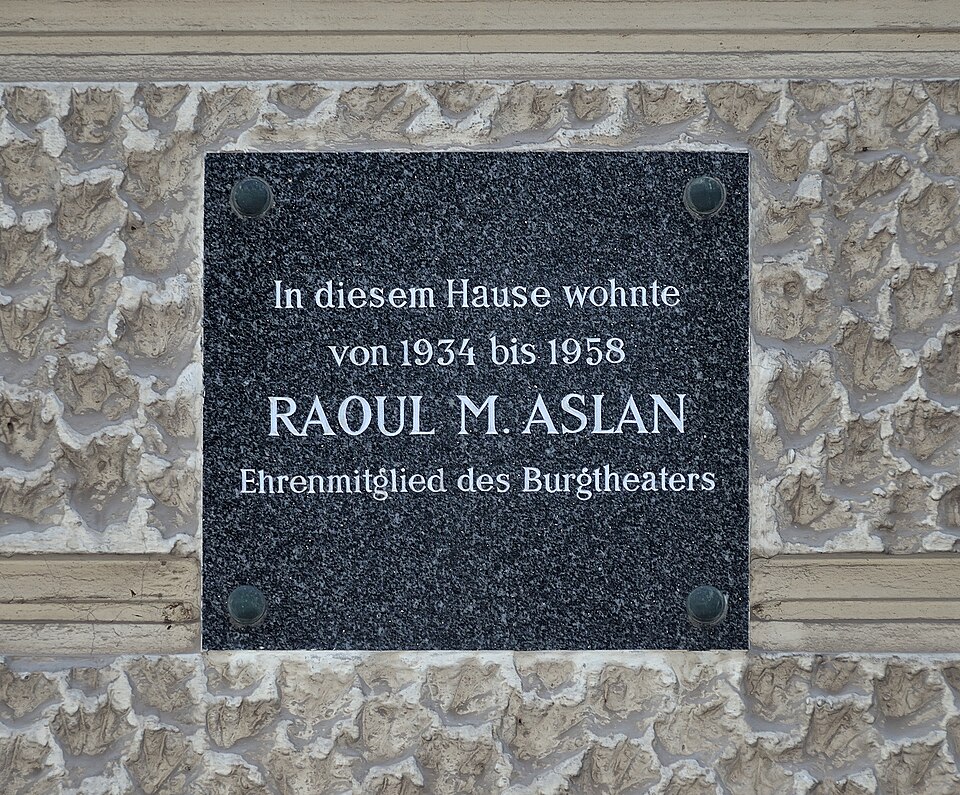 In diesem Hause wohnte
von 1934 bis 1958
RAOUL M. ASLAN
Ehrenmitglied des Burgtheaters